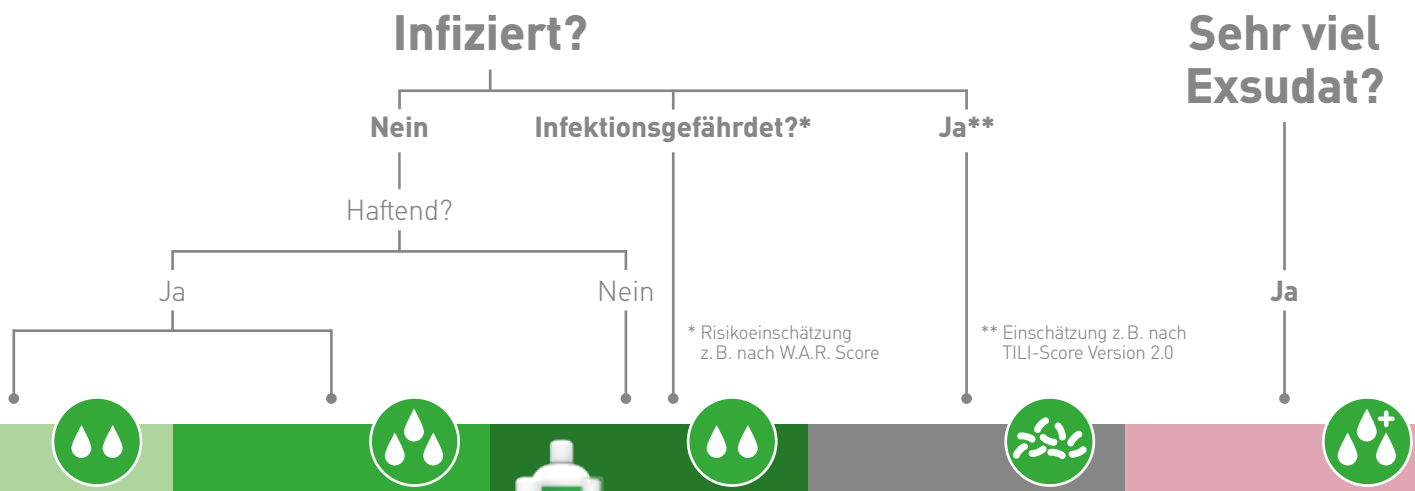 Infiziert?
Sehr viel
Exsudat?
Nein
Infektionsgefährdet?*
Ja**
Haftend?
Ja
Nein
Ja
* Risikoeinschätzung
z. B. nach W.A.R. Score
** Einschätzung z. B. nach
TILI-Score Version 2.0